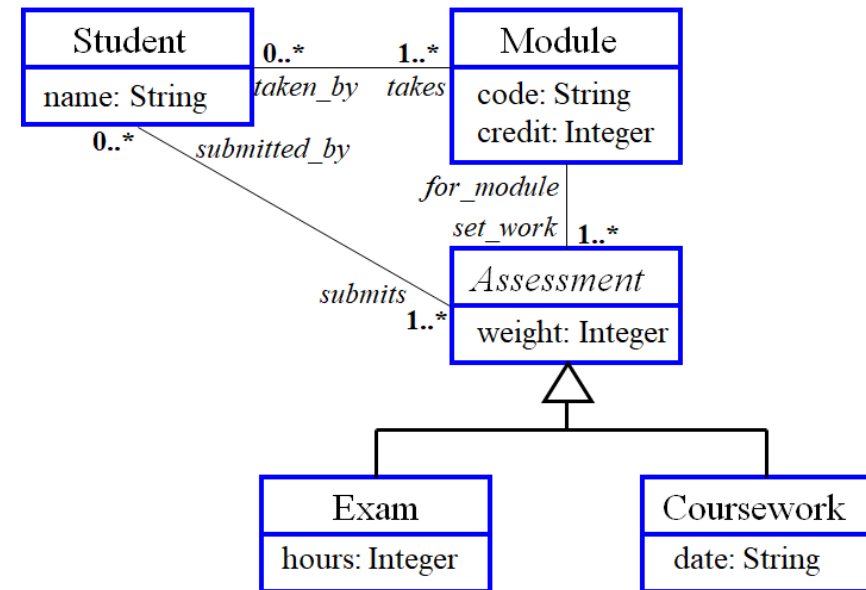 Student
Module
0..*
1..*
name: String
taken_by
takes
code: String
credit: Integer
0..*
submitted_by
for_module
set_work
1..*
Assessment
submits
1..*
weight: Integer
Exam
Coursework
hours: Integer
date: String